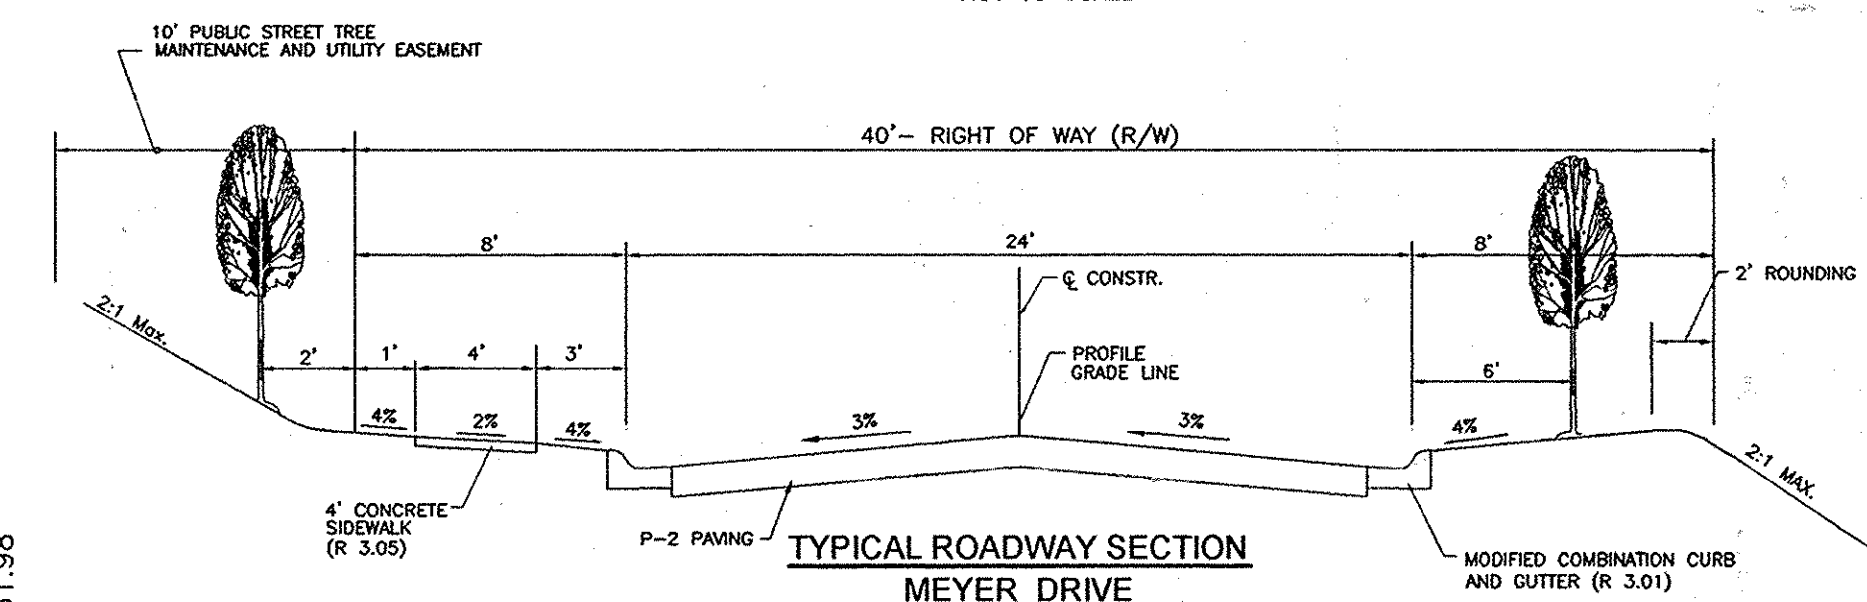 10' PUBLIC STREET TREE
MAINTENANCE AND UTILITY EASEMENT
40'- RIGHT OF WAY (R/W)
8'
24'
8'
2' ROUNDING
℄ CONSTR.
2:1 Max.
2'
1'
4'
3'
PROFILE
GRADE LINE
6'
4%
2%
4%
3%
3%
4%
2:1 MAX.
4' CONCRETE
SIDEWALK
(R 3.05)
P-2 PAVING
TYPICAL ROADWAY SECTION
MEYER DRIVE
MODIFIED COMBINATION CURB
AND GUTTER (R 3.01)